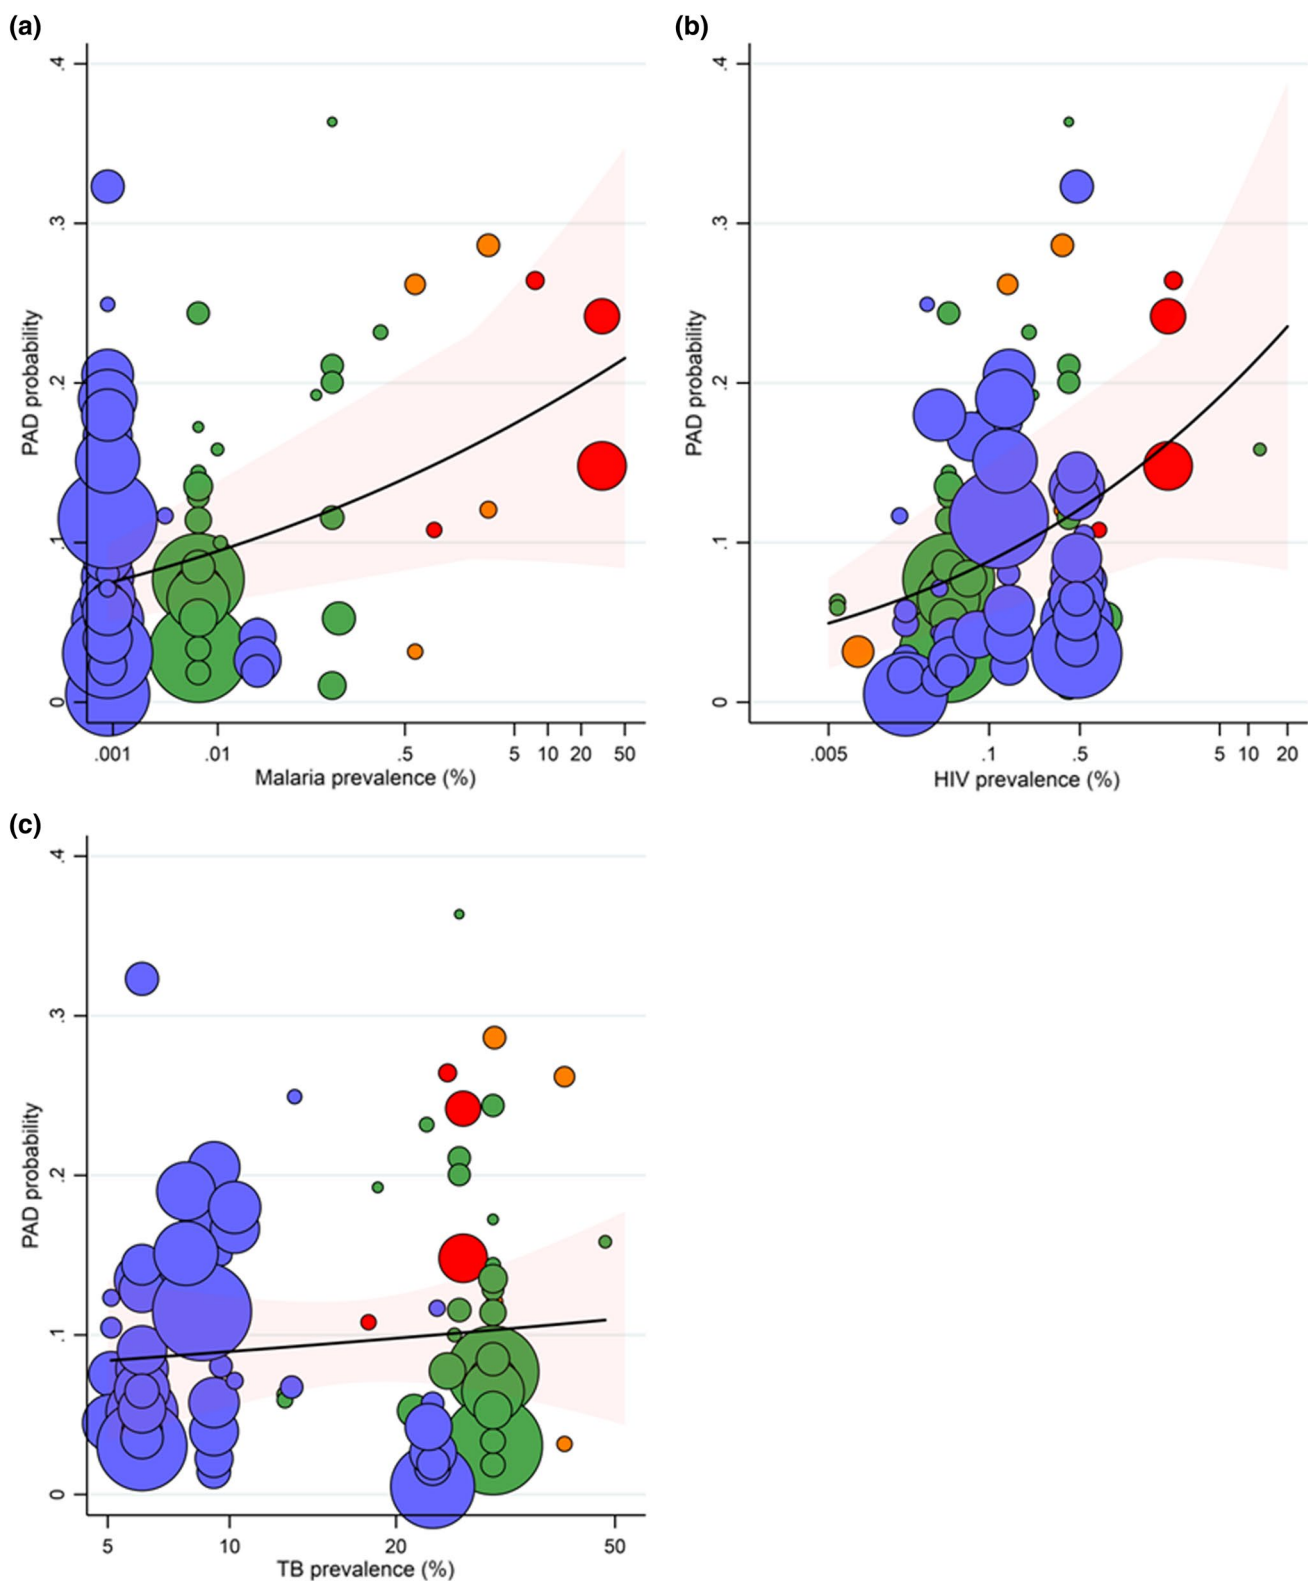 (a)
.4
.3
.2
.1
0
PAD probability
.001 .01 .5 5 10 20 50
Malaria prevalence (%)
(b)
.4
.3
.2
.1
0
PAD probability
.005 .1 .5 5 10 20
HIV prevalence (%)
(c)
.4
.3
.2
.1
0
PAD probability
5 10 20 50
TB prevalence (%)